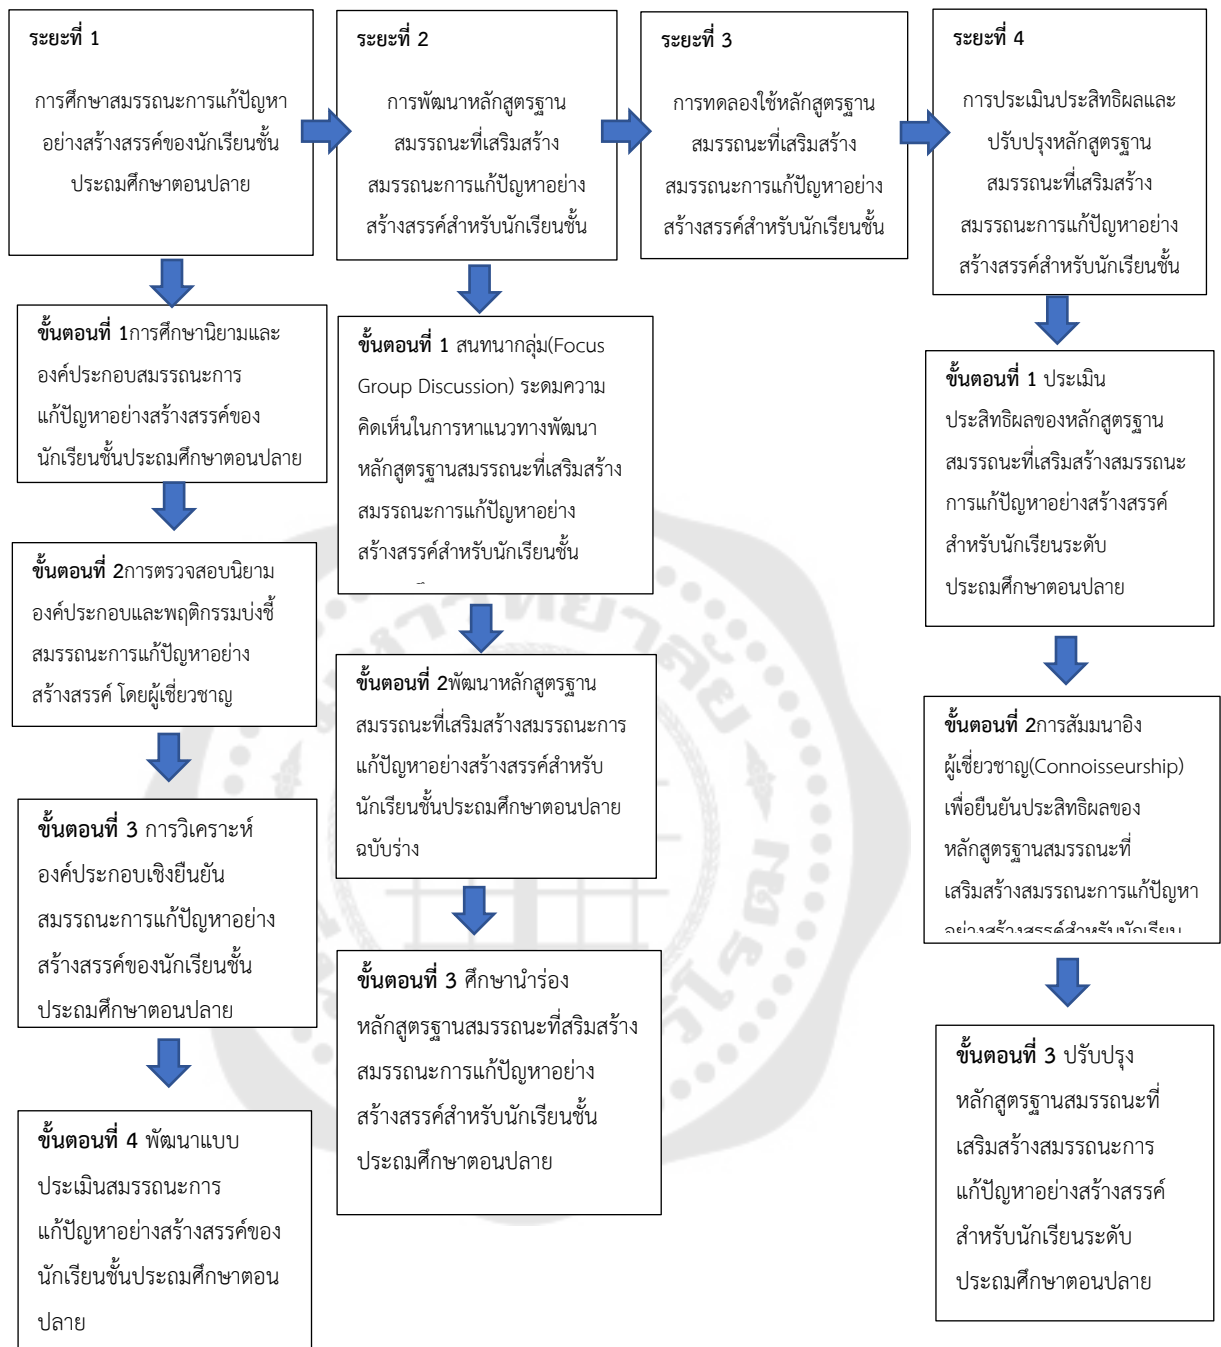 ระยะที่ 1
การศึกษาสมรรถนะการแก้ปัญหา
อย่างสร้างสรรค์ของนักเรียนชั้น
ประถมศึกษาตอนปลาย
ระยะที่ 2
การพัฒนาหลักสูตรฐาน
สมรรถนะที่เสริมสร้าง
สมรรถนะการแก้ปัญหาอย่าง
สร้างสรรค์สำหรับนักเรียนชั้น
ระยะที่ 3
การทดลองใช้หลักสูตรฐาน
สมรรถนะที่เสริมสร้าง
สมรรถนะการแก้ปัญหาอย่าง
สร้างสรรค์สำหรับนักเรียนชั้น
ระยะที่ 4
การประเมินประสิทธิผลและ
ปรับปรุงหลักสูตรฐาน
สมรรถนะที่เสริมสร้าง
สมรรถนะการแก้ปัญหาอย่าง
สร้างสรรค์สำหรับนักเรียนชั้น
ขั้นตอนที่ 1การศึกษานิยามและ
องค์ประกอบสมรรถนะการ
แก้ปัญหาอย่างสร้างสรรค์ของ
นักเรียนชั้นประถมศึกษาตอนปลาย
ขั้นตอนที่ 2การตรวจสอบนิยาม
องค์ประกอบและพฤติกรรมบ่งชี้
สมรรถนะการแก้ปัญหาอย่าง
สร้างสรรค์ โดยผู้เชี่ยวชาญ
ขั้นตอนที่ 3 การวิเคราะห์
องค์ประกอบเชิงยืนยัน
สมรรถนะการแก้ปัญหาอย่าง
สร้างสรรค์ของนักเรียนชั้น
ประถมศึกษาตอนปลาย
ขั้นตอนที่ 4 พัฒนาแบบ
ประเมินสมรรถนะการ
แก้ปัญหาอย่างสร้างสรรค์ของ
นักเรียนชั้นประถมศึกษาตอน
ปลาย
ขั้นตอนที่ 1 สนทนากลุ่ม(Focus
Group Discussion) ระดมความ
คิดเห็นในการหาแนวทางพัฒนา
หลักสูตรฐานสมรรถนะที่เสริมสร้าง
สมรรถนะการแก้ปัญหาอย่าง
สร้างสรรค์สำหรับนักเรียนชั้น
ขั้นตอนที่ 2พัฒนาหลักสูตรฐาน
สมรรถนะที่เสริมสร้างสมรรถนะการ
แก้ปัญหาอย่างสร้างสรรค์สำหรับ
นักเรียนชั้นประถมศึกษาตอนปลาย
ฉบับร่าง
ขั้นตอนที่ 3 ศึกษานำร่อง
หลักสูตรฐานสมรรถนะที่สริมสร้าง
สมรรถนะการแก้ปัญหาอย่าง
สร้างสรรค์สำหรับนักเรียนชั้น
ประถมศึกษาตอนปลาย
ขั้นตอนที่ 1 ประเมิน
ประสิทธิผลของหลักสูตรฐาน
สมรรถนะที่เสริมสร้างสมรรถนะ
การแก้ปัญหาอย่างสร้างสรรค์
สำหรับนักเรียนระดับ
ประถมศึกษาตอนปลาย
ขั้นตอนที่ 2การสัมมนาอิง
ผู้เชี่ยวชาญ(Connoisseurship)
เพื่อยืนยันประสิทธิผลของ
หลักสูตรฐานสมรรถนะที่
เสริมสร้างสมรรถนะการแก้ปัญหา
อย่างสร้างสรรค์สำหรับนักเรียน
ขั้นตอนที่ 3 ปรับปรุง
หลักสูตรฐานสมรรถนะที่
เสริมสร้างสมรรถนะการ
แก้ปัญหาอย่างสร้างสรรค์
สำหรับนักเรียนระดับ
ประถมศึกษาตอนปลาย